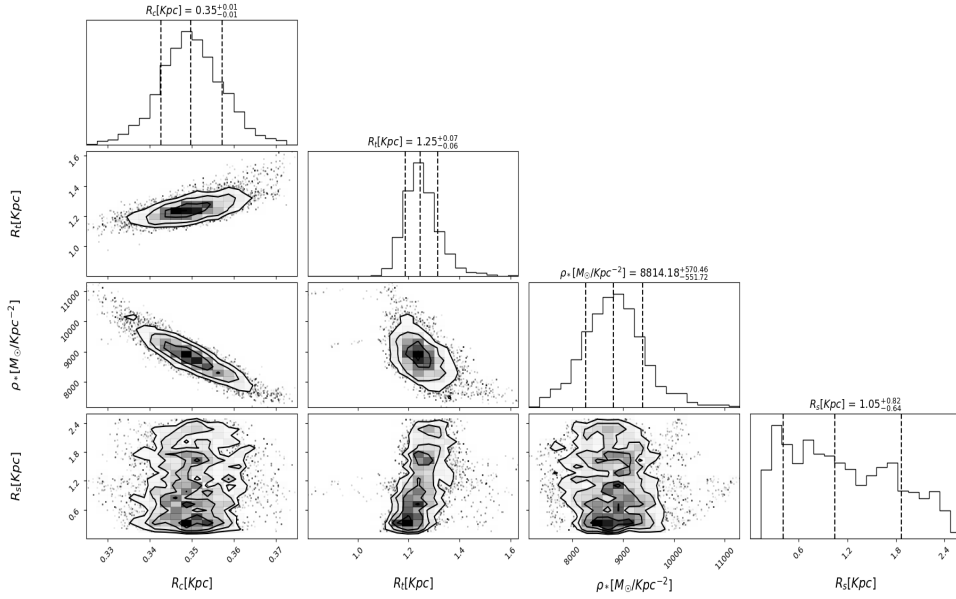 R_c[Kpc] = 0.35^{+0.01}_{-0.01}
R_t[Kpc]
1.6
1.4
1.2
1.0
R_t[Kpc] = 1.25^{+0.07}_{-0.06}
ρ_*[M_⊙/Kpc^{-2}]
11000
10000
9000
8000
ρ_*[M_⊙/Kpc^{-2}] = 8814.18^{+570.46}_{-551.72}
R_s[Kpc]
2.4
1.8
1.2
0.6
R_s[Kpc] = 1.05^{+0.82}_{-0.64}
0.33 0.34 0.35 0.36 0.37
1.0 1.2 1.4 1.6
8000 9000 10000 11000
0.6 1.2 1.8 2.4
R_c[Kpc] R_t[Kpc] ρ_*[M_⊙/Kpc^{-2}] R_s[Kpc]